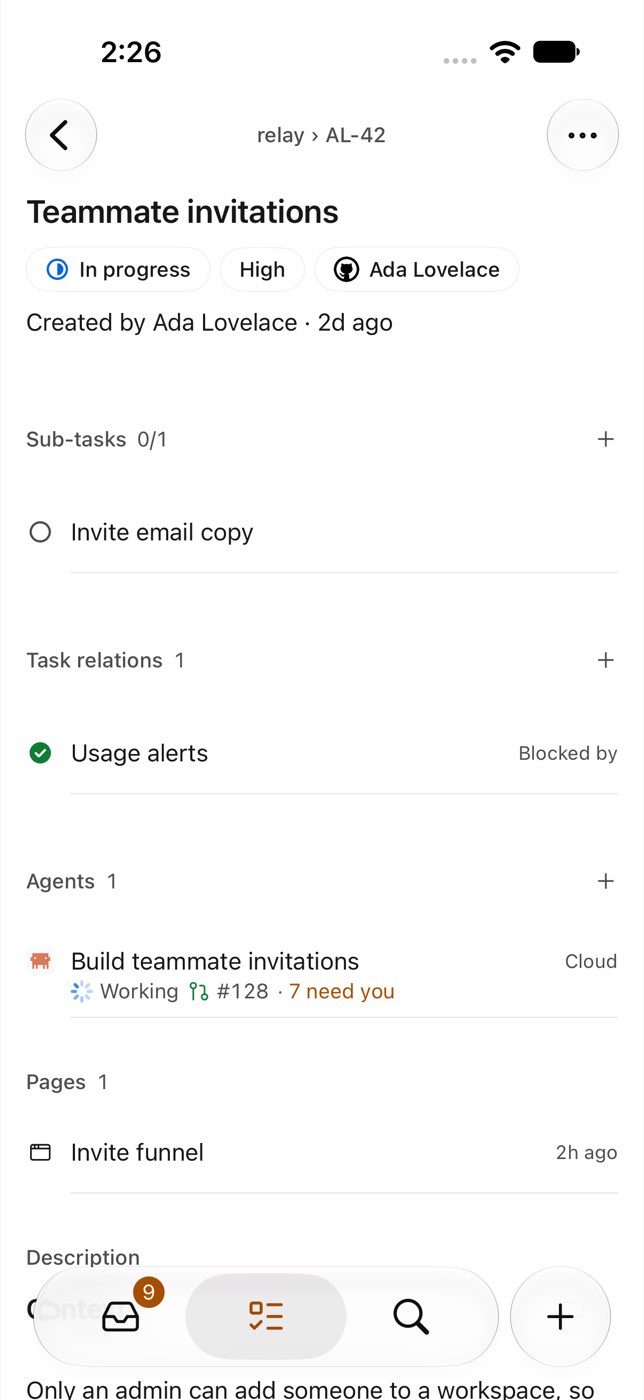 2:26
relay › AL-42
Teammate invitations
In progress
High
Ada Lovelace
Created by Ada Lovelace · 2d ago
Sub-tasks 0/1
Invite email copy
Task relations 1
Usage alerts
Blocked by
Agents 1
Build teammate invitations
Cloud
Working #128 · 7 need you
Pages 1
Invite funnel
2h ago
Description
9
Only an admin can add someone to a workspace, so